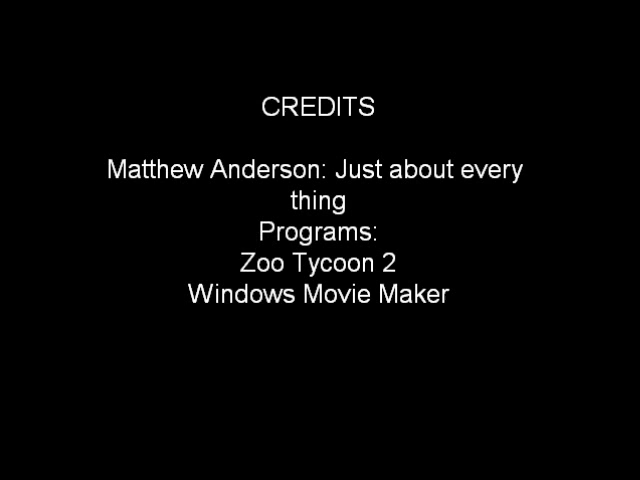 CREDITS
Matthew Anderson: Just about every
thing
Programs:
Zoo Tycoon 2
Windows Movie Maker